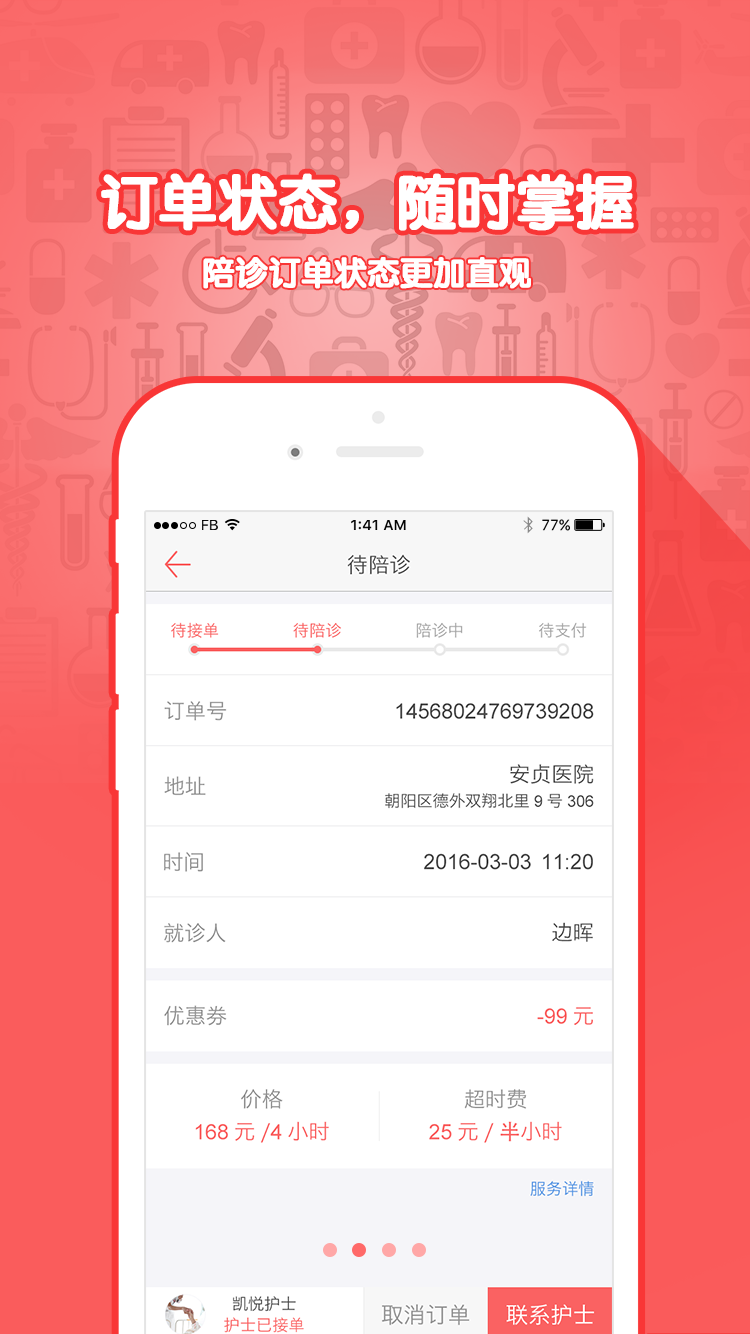 订单状态，随时掌握
陪诊订单状态更加直观
FB 1:41 AM 77%
待陪诊
待接单 待陪诊 陪诊中 待支付
订单号 14568024769739208
地址 安贞医院
朝阳区德外双翔北里 9 号 306
时间 2016-03-03 11:20
就诊人 边晖
优惠券 -99 元
价格 超时费
168 元 /4 小时 25 元 / 半小时
服务详情
凯悦护士
护士已接单
取消订单 联系护士